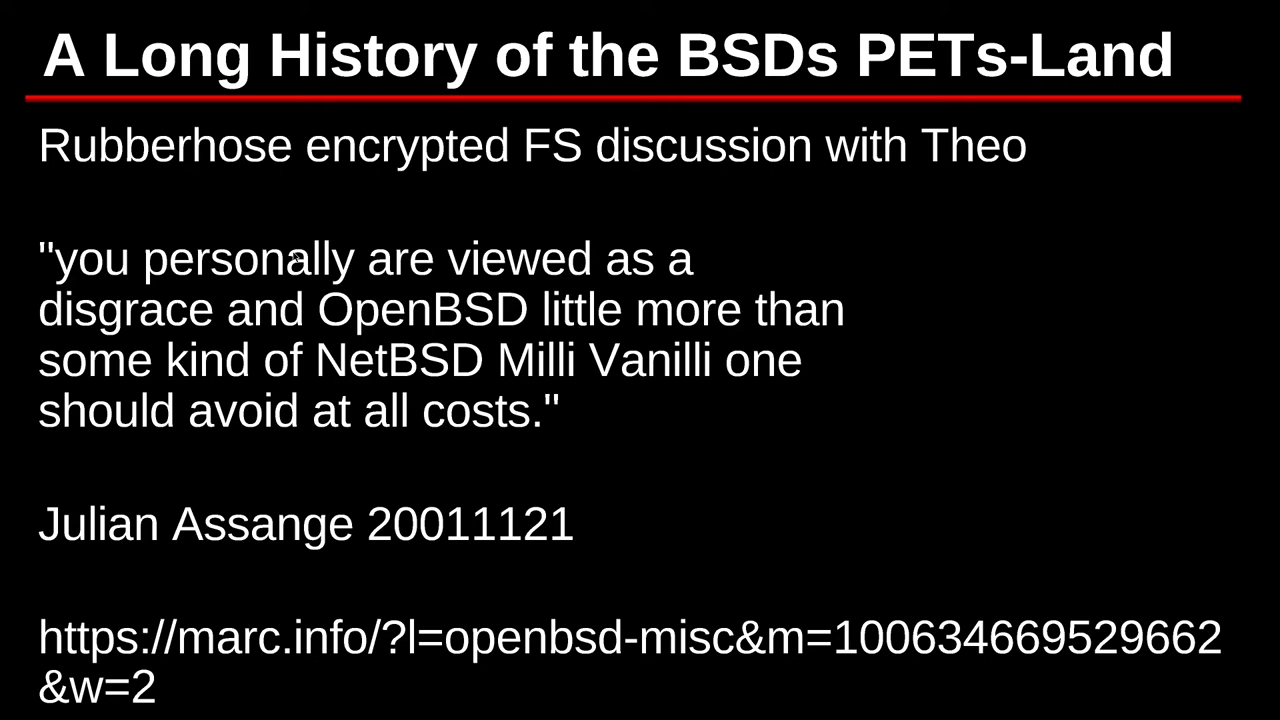 A Long History of the BSDs PETs-Land
Rubberhose encrypted FS discussion with Theo
"you personally are viewed as a
disgrace and OpenBSD little more than
some kind of NetBSD Milli Vanilli one
should avoid at all costs."
Julian Assange 20011121
https://marc.info/?l=openbsd-misc&m=100634669529662
&w=2